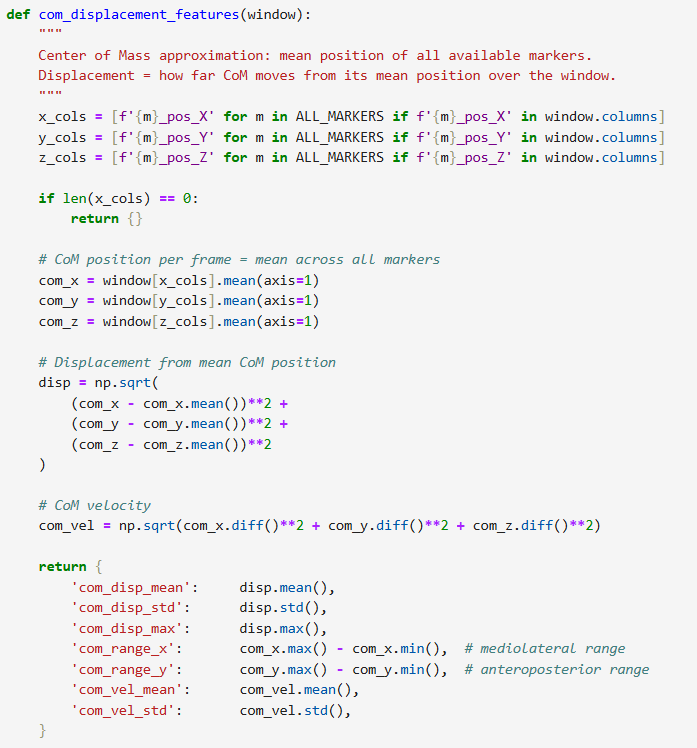 def com_displacement_features(window):
    """
    Center of Mass approximation: mean position of all available markers.
    Displacement = how far CoM moves from its mean position over the window.
    """
    x_cols = [f'{m}_pos_X' for m in ALL_MARKERS if f'{m}_pos_X' in window.columns]
    y_cols = [f'{m}_pos_Y' for m in ALL_MARKERS if f'{m}_pos_Y' in window.columns]
    z_cols = [f'{m}_pos_Z' for m in ALL_MARKERS if f'{m}_pos_Z' in window.columns]

    if len(x_cols) == 0:
        return {}

    # CoM position per frame = mean across all markers
    com_x = window[x_cols].mean(axis=1)
    com_y = window[y_cols].mean(axis=1)
    com_z = window[z_cols].mean(axis=1)

    # Displacement from mean CoM position
    disp = np.sqrt(
        (com_x - com_x.mean())**2 +
        (com_y - com_y.mean())**2 +
        (com_z - com_z.mean())**2
    )

    # CoM velocity
    com_vel = np.sqrt(com_x.diff()**2 + com_y.diff()**2 + com_z.diff()**2)

    return {
        'com_disp_mean':     disp.mean(),
        'com_disp_std':      disp.std(),
        'com_disp_max':      disp.max(),
        'com_range_x':       com_x.max() - com_x.min(),  # mediolateral range
        'com_range_y':       com_y.max() - com_y.min(),  # anteroposterior range
        'com_vel_mean':      com_vel.mean(),
        'com_vel_std':       com_vel.std(),
    }